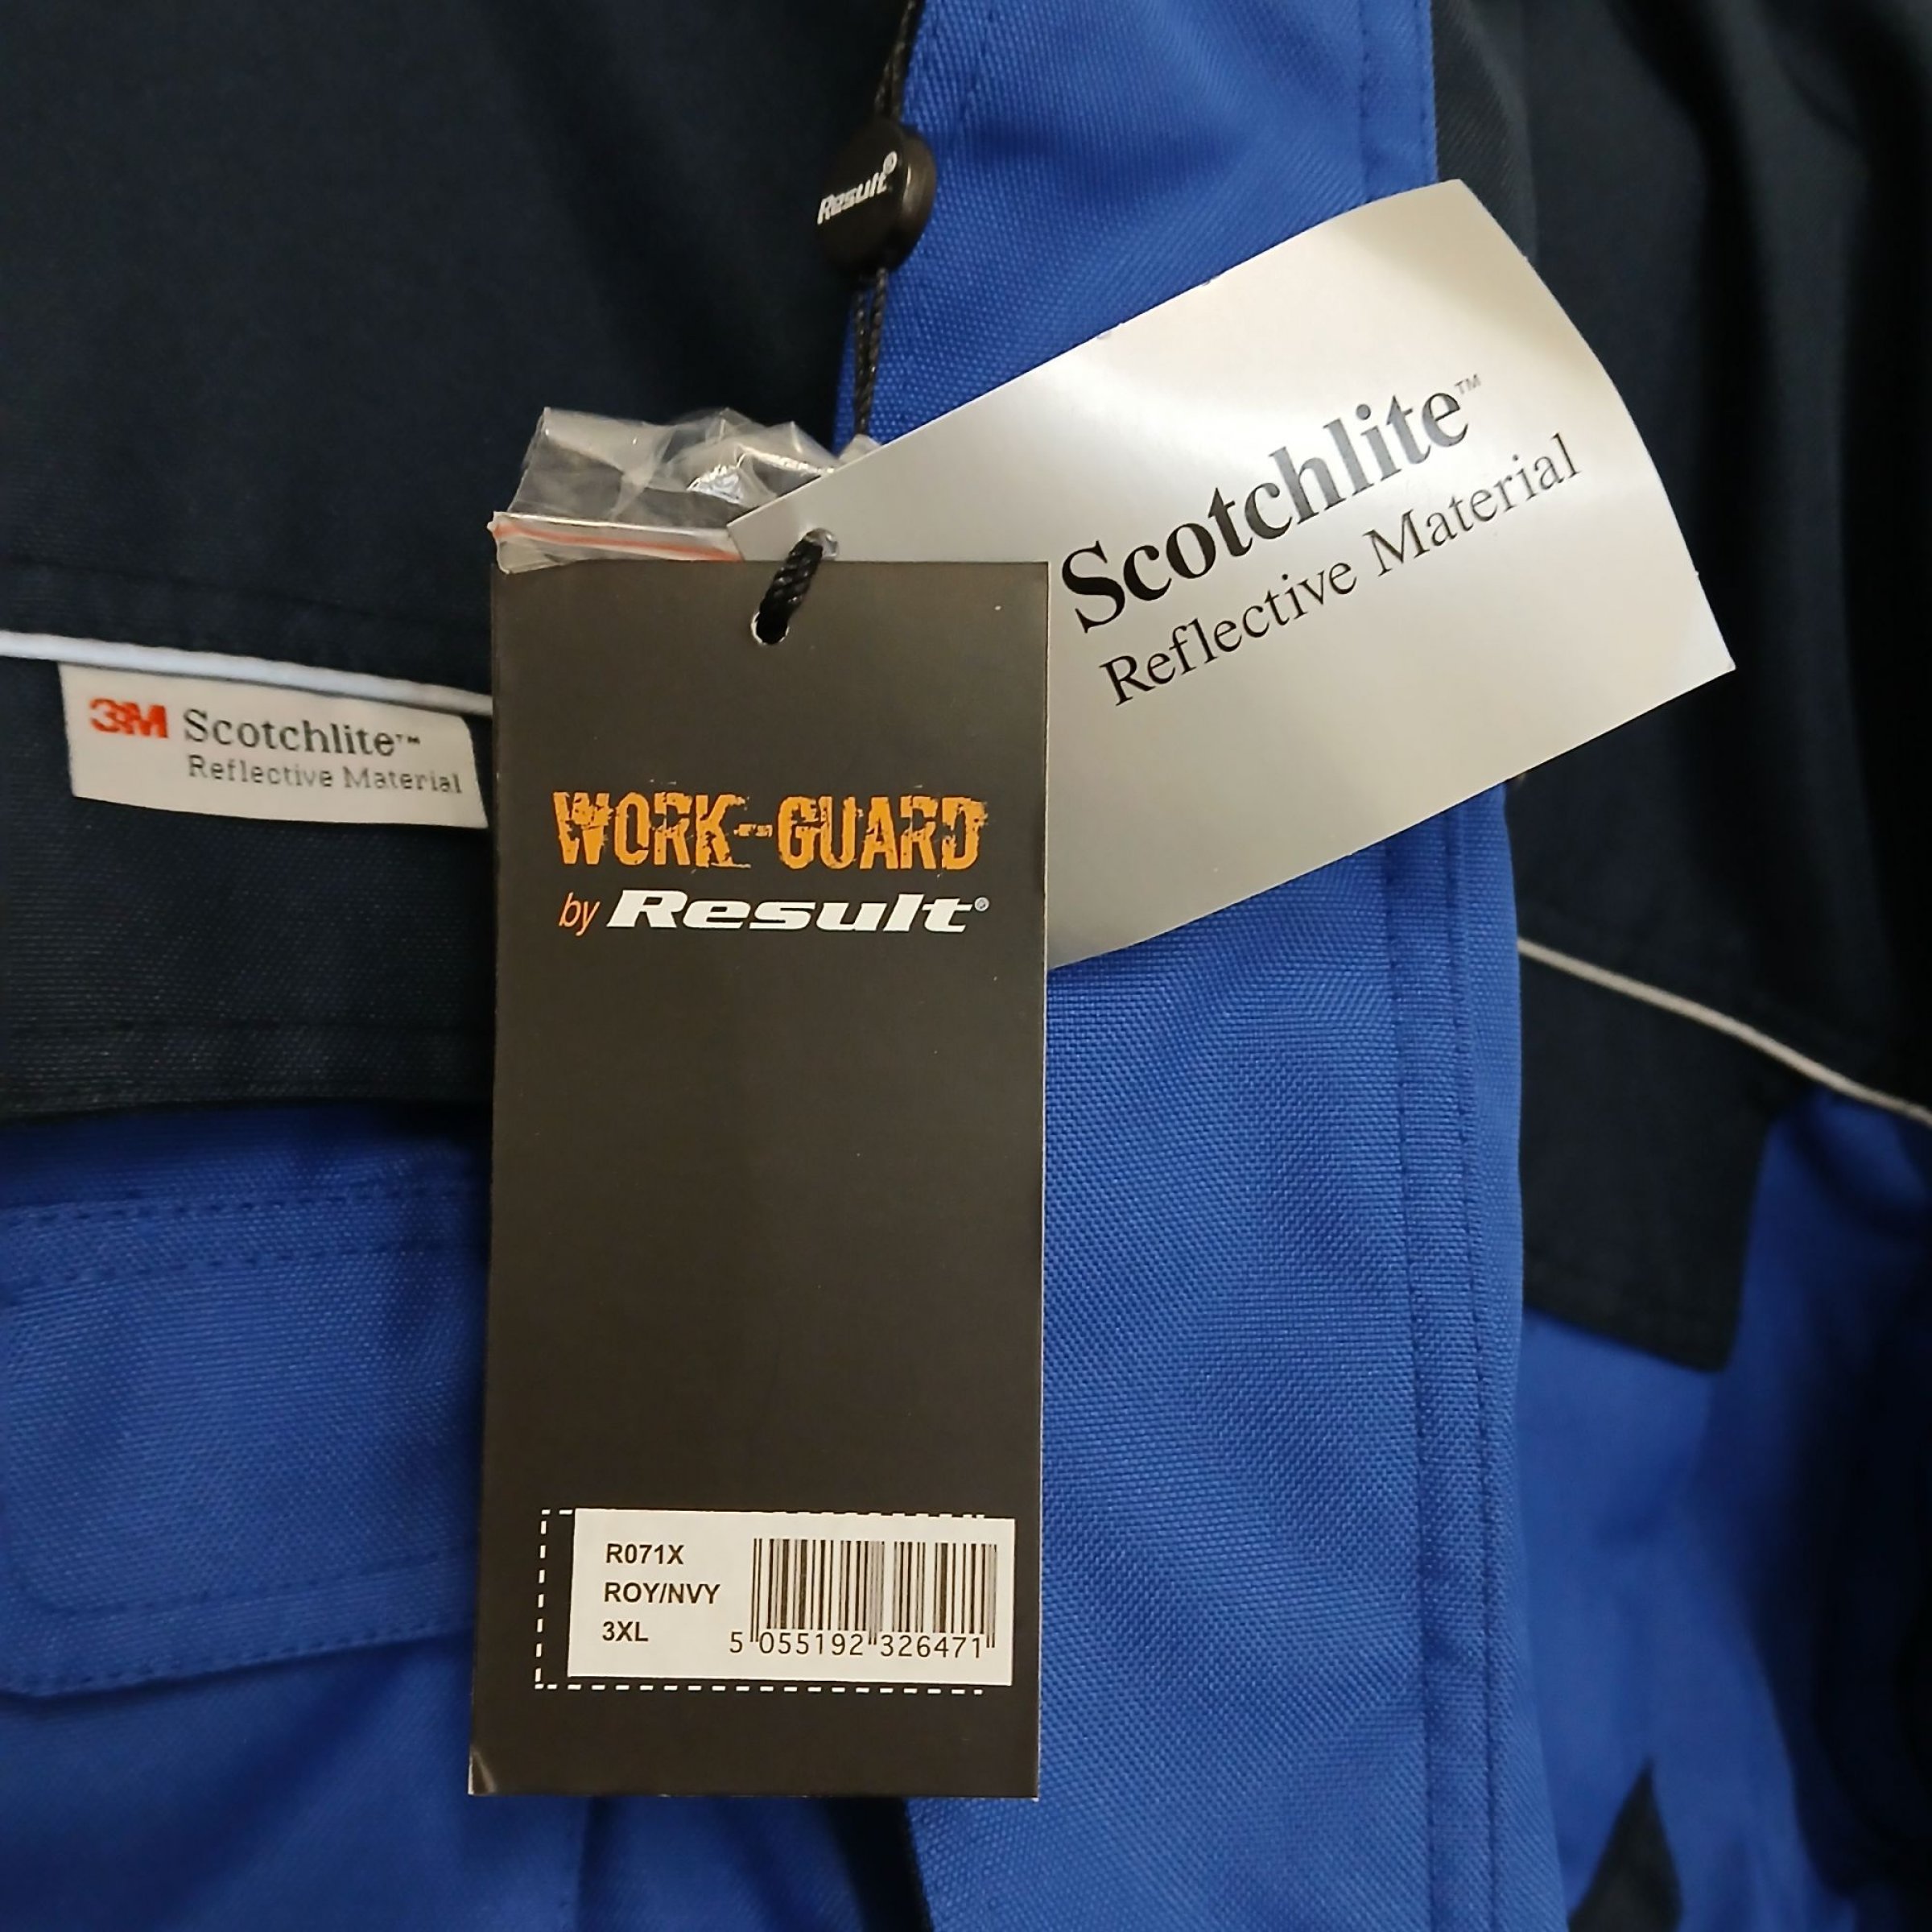 Result®
Scotchlite™
Reflective Material
3M Scotchlite™
Reflective Material
WORK-GUARD
by Result®
R071X
ROY/NVY
3XL
5 055192 326471